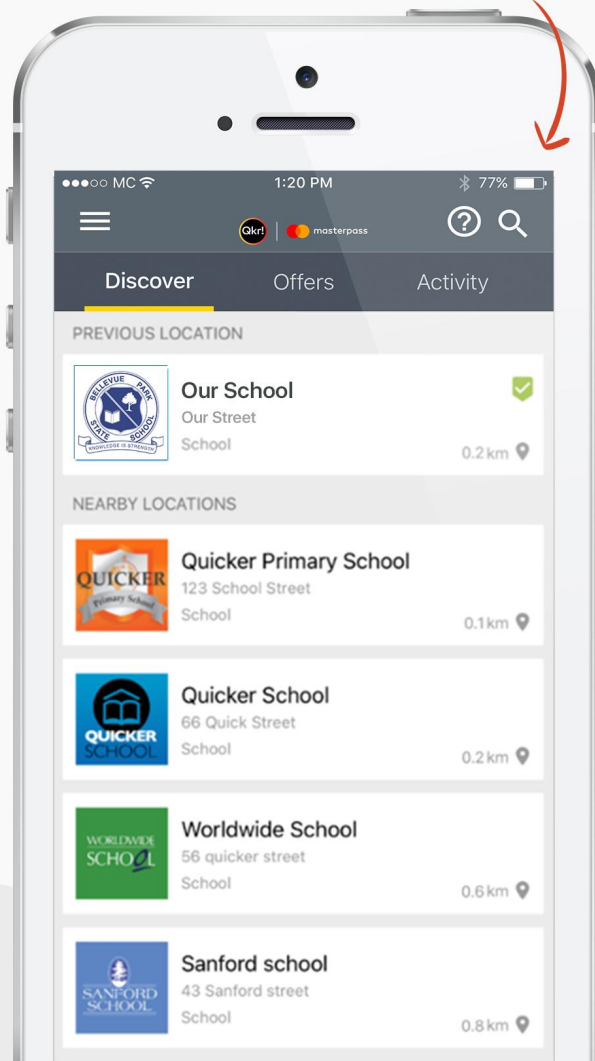 MC
1:20 PM
77%
Qkr!
masterpass
Discover
Offers
Activity
PREVIOUS LOCATION
BELLEVUE PARK
STATE SCHOOL
KNOWLEDGE IS STRENGTH
Our School
Our Street
School
0.2 km
NEARBY LOCATIONS
QUICKER
Primary School
Quicker Primary School
123 School Street
School
0.1 km
QUICKER
SCHOOL
Quicker School
66 Quick Street
School
0.2 km
WORLDWIDE
SCHOOL
Worldwide School
56 quicker street
School
0.6 km
SANFORD
SCHOOL
Sanford school
43 Sanford street
School
0.8 km